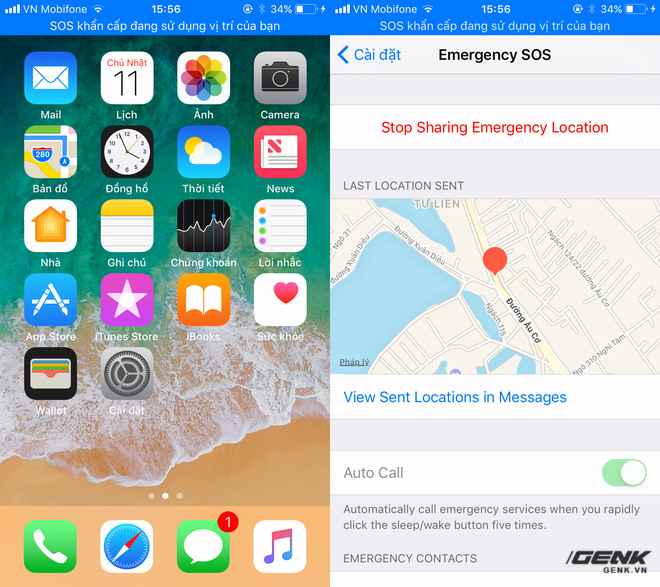 VN Mobifone 15:56 34%
SOS khẩn cấp đang sử dụng vị trí của bạn
Chủ Nhật
11
Mail Lịch Ảnh Camera
280
Bản đồ Đồng hồ Thời tiết News
Nhà Ghi chú Chứng khoán Lời nhắc
App Store iTunes Store iBooks Sức khỏe
Wallet Cài đặt
1
VN Mobifone 15:56 34%
SOS khẩn cấp đang sử dụng vị trí của bạn
Cài đặt Emergency SOS
Stop Sharing Emergency Location
LAST LOCATION SENT
TỨ LIÊN
Ngõ 31
Đường Xuân Diệu
Đường Xuân Diệu
Ngách 124/22 đường Âu Cơ
Đường Âu Cơ
Ngách 115
Ngõ 310 Nghi Tàm
Pháp lý
View Sent Locations in Messages
Auto Call
Automatically call emergency services when you rapidly
click the sleep/wake button five times.
EMERGENCY CONTACTS
GENK
GENK.VN